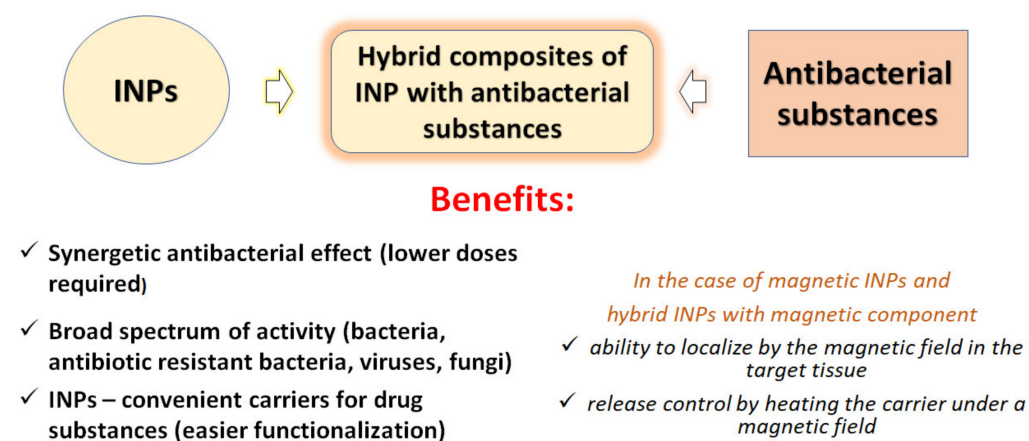 INPs
Hybrid composites of
INP with antibacterial
substances
Antibacterial
substances
Benefits:
✓ Synergetic antibacterial effect (lower doses
required)
✓ Broad spectrum of activity (bacteria,
antibiotic resistant bacteria, viruses, fungi)
✓ INPs – convenient carriers for drug
substances (easier functionalization)
In the case of magnetic INPs and
hybrid INPs with magnetic component
✓ ability to localize by the magnetic field in the
target tissue
✓ release control by heating the carrier under a
magnetic field